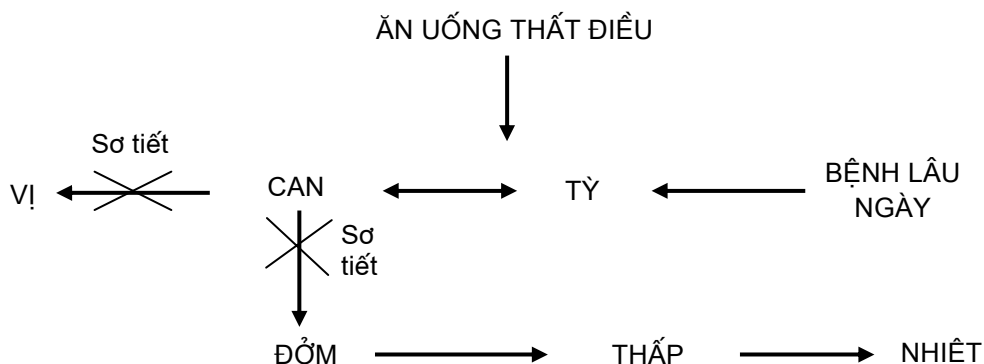 ĂN UỐNG THẤT ĐIỀU
Sơ tiết
VỊ
CAN
TỲ
BỆNH LÂU
NGÀY
Sơ
tiết
ĐỞM
THẤP
NHIỆT